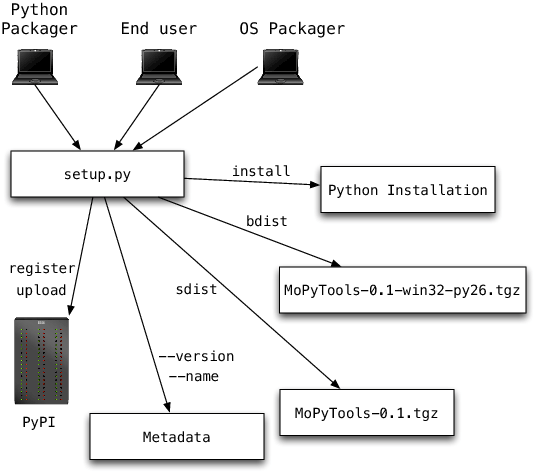 Python
Packager
End user
OS Packager
setup.py
install
Python Installation
bdist
MoPyTools-0.1-win32-py26.tgz
register
upload
sdist
--version
--name
PyPI
Metadata
MoPyTools-0.1.tgz